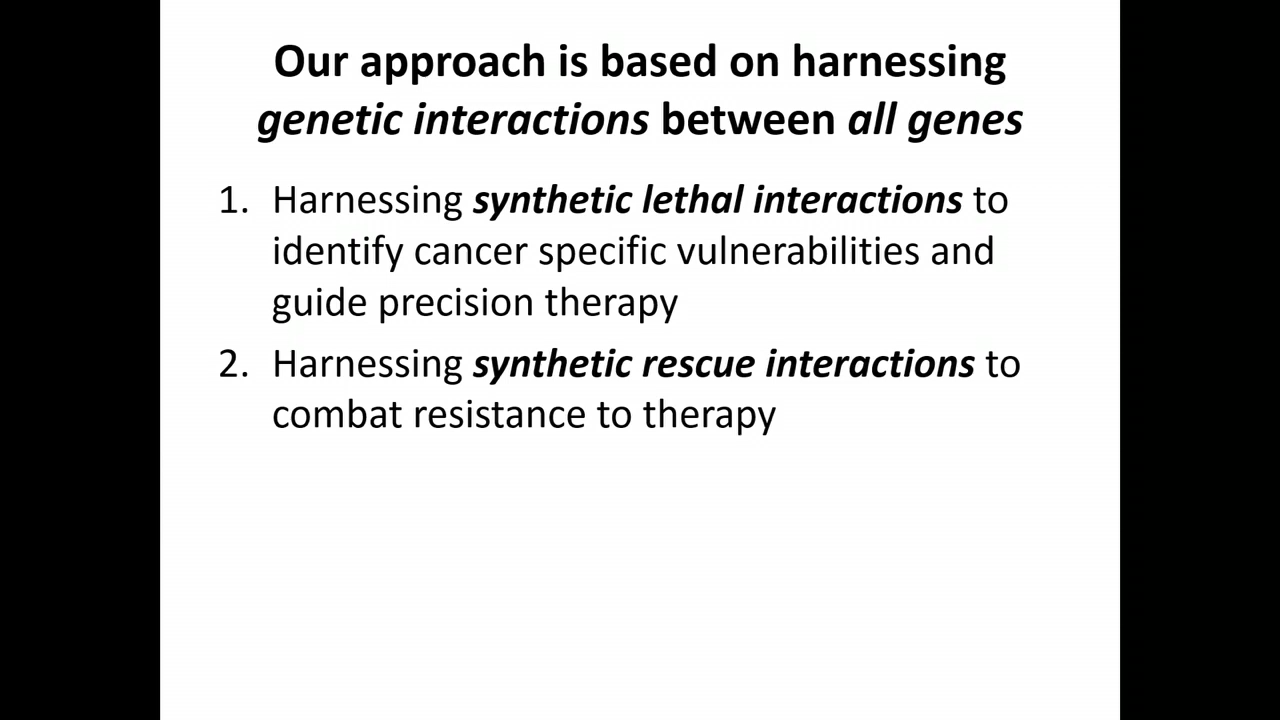 Our approach is based on harnessing
genetic interactions between all genes
1. Harnessing synthetic lethal interactions to
identify cancer specific vulnerabilities and
guide precision therapy
2. Harnessing synthetic rescue interactions to
combat resistance to therapy